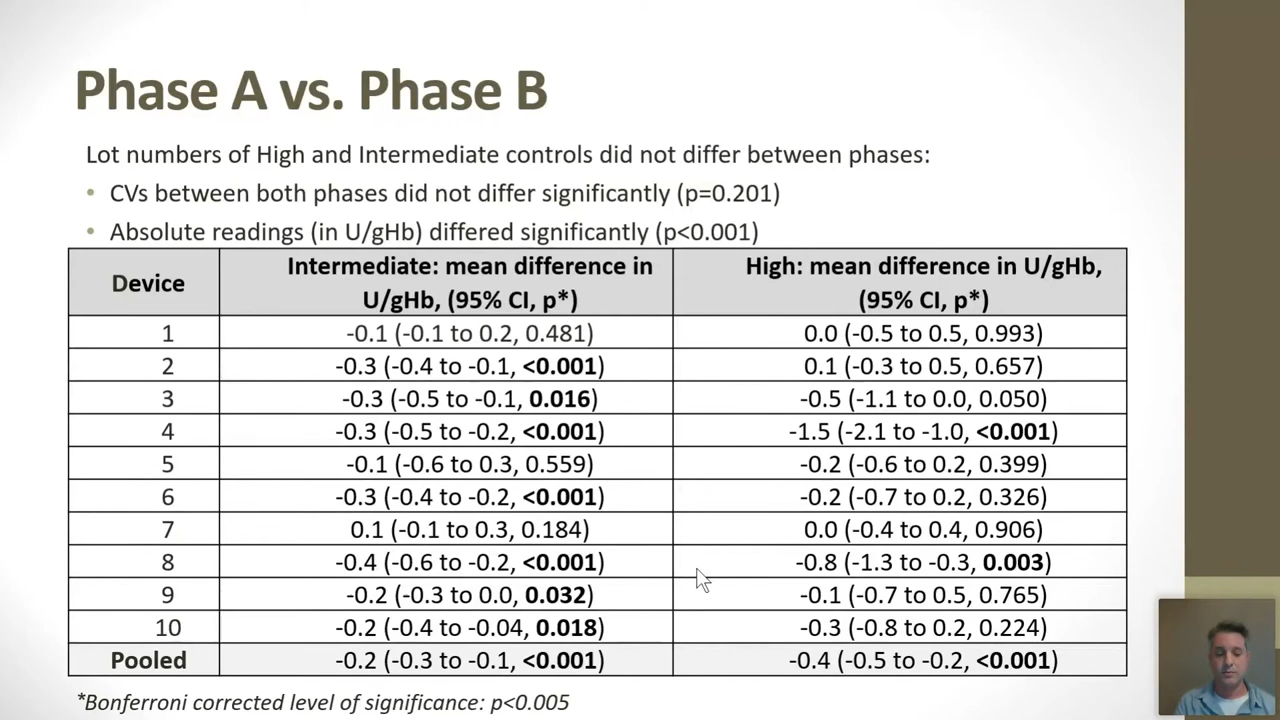 Phase A vs. Phase B
Lot numbers of High and Intermediate controls did not differ between phases:
• CVs between both phases did not differ significantly (p=0.201)
• Absolute readings (in U/gHb) differed significantly (p<0.001)
Device
Intermediate: mean difference in
U/gHb, (95% CI, p*)
High: mean difference in U/gHb,
(95% CI, p*)
1 -0.1 (-0.1 to 0.2, 0.481) 0.0 (-0.5 to 0.5, 0.993)
2 -0.3 (-0.4 to -0.1, <0.001) 0.1 (-0.3 to 0.5, 0.657)
3 -0.3 (-0.5 to -0.1, 0.016) -0.5 (-1.1 to 0.0, 0.050)
4 -0.3 (-0.5 to -0.2, <0.001) -1.5 (-2.1 to -1.0, <0.001)
5 -0.1 (-0.6 to 0.3, 0.559) -0.2 (-0.6 to 0.2, 0.399)
6 -0.3 (-0.4 to -0.2, <0.001) -0.2 (-0.7 to 0.2, 0.326)
7 0.1 (-0.1 to 0.3, 0.184) 0.0 (-0.4 to 0.4, 0.906)
8 -0.4 (-0.6 to -0.2, <0.001) -0.8 (-1.3 to -0.3, 0.003)
9 -0.2 (-0.3 to 0.0, 0.032) -0.1 (-0.7 to 0.5, 0.765)
10 -0.2 (-0.4 to -0.04, 0.018) -0.3 (-0.8 to 0.2, 0.224)
Pooled -0.2 (-0.3 to -0.1, <0.001) -0.4 (-0.5 to -0.2, <0.001)
*Bonferroni corrected level of significance: p<0.005